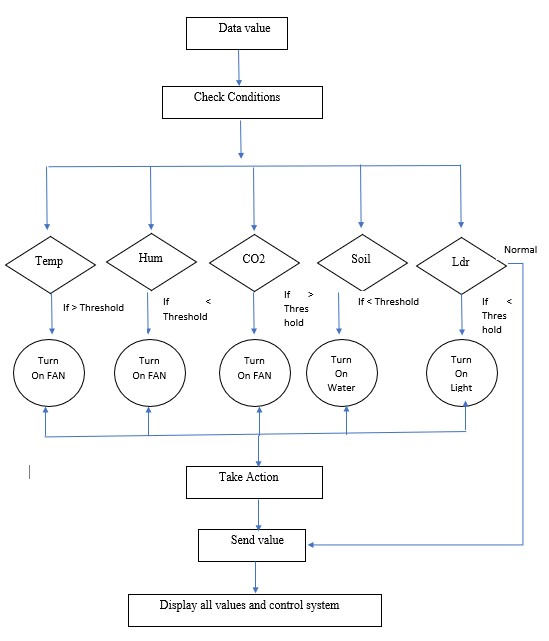 Data value
Check Conditions
Temp
Hum
CO2
Soil
Ldr
Normal
If > Threshold
If <
Threshold
If >
Thres
hold
If < Threshold
If <
Thres
hold
Turn
On FAN
Turn
On FAN
Turn
On FAN
Turn
On
Water
Turn
On
Light
Take Action
Send value
Display all values and control system